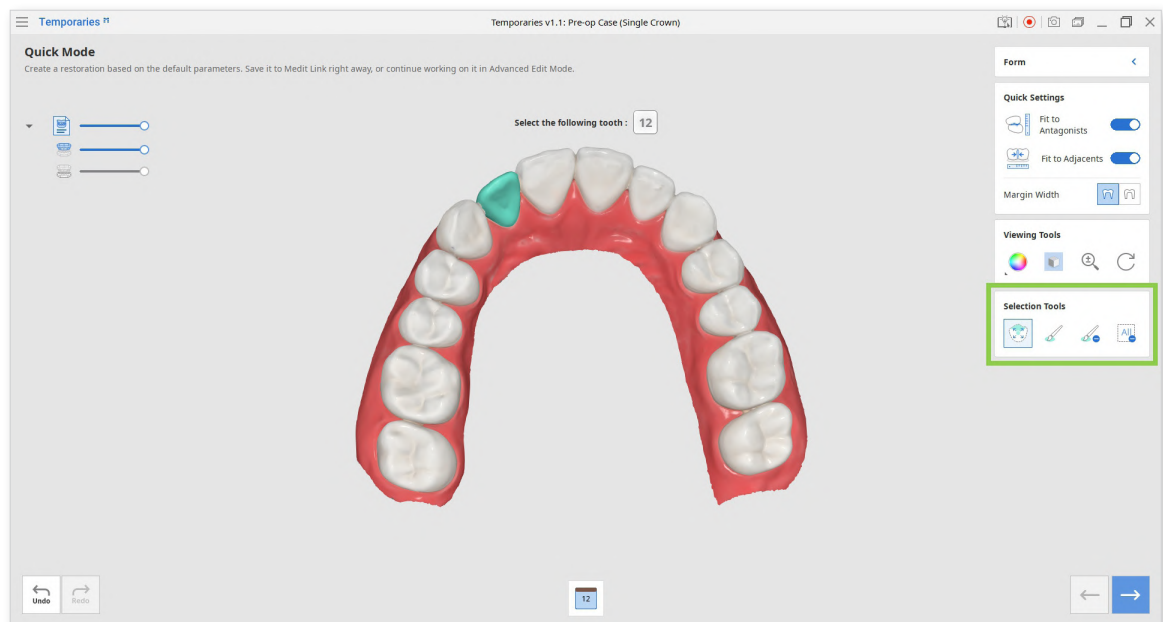 Temporaries
Temporaries v1.1: Pre-op Case (Single Crown)
Quick Mode
Create a restoration based on the default parameters. Save it to Medit Link right away, or continue working on it in Advanced Edit Mode.
Select the following tooth : 12
Form
Quick Settings
Fit to
Antagonists
Fit to Adjacents
Margin Width
Viewing Tools
Selection Tools
All
Undo
Redo
12